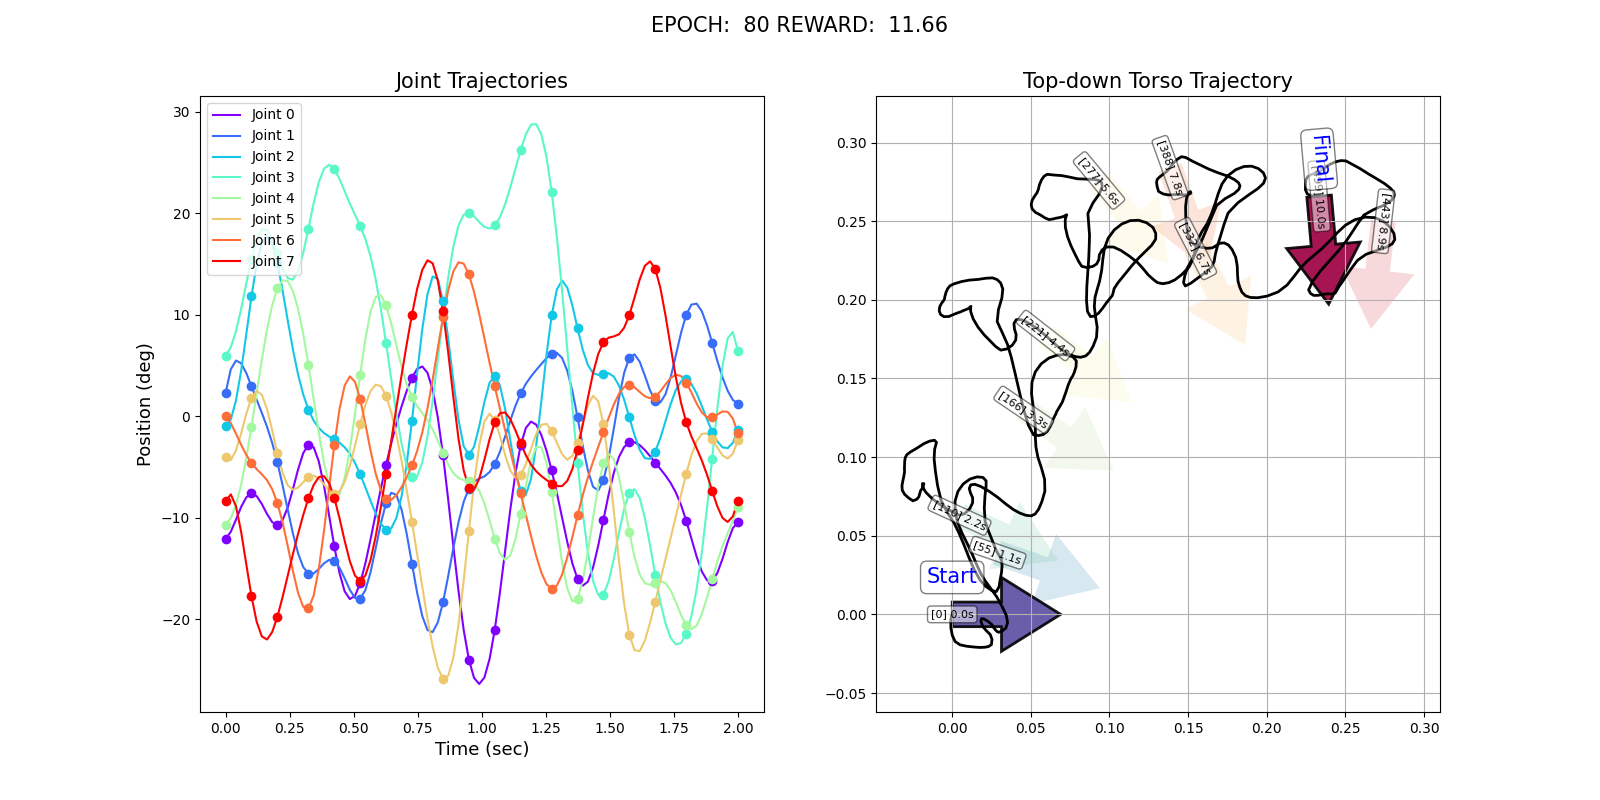 EPOCH:  80 REWARD:  11.66
Joint Trajectories
Joint 0
Joint 1
Joint 2
Joint 3
Joint 4
Joint 5
Joint 6
Joint 7
30
20
10
0
−10
−20
Position (deg)
0.00 0.25 0.50 0.75 1.00 1.25 1.50 1.75 2.00
Time (sec)
Top-down Torso Trajectory
0.30
0.25
0.20
0.15
0.10
0.05
0.00
−0.05
0.00 0.05 0.10 0.15 0.20 0.25 0.30
Final
10.0s
[443] 8.9s
[388] 7.8s
[332] 6.7s
[277] 5.6s
[221] 4.4s
[166] 3.3s
[110] 2.2s
[55] 1.1s
Start
[0] 0.0s